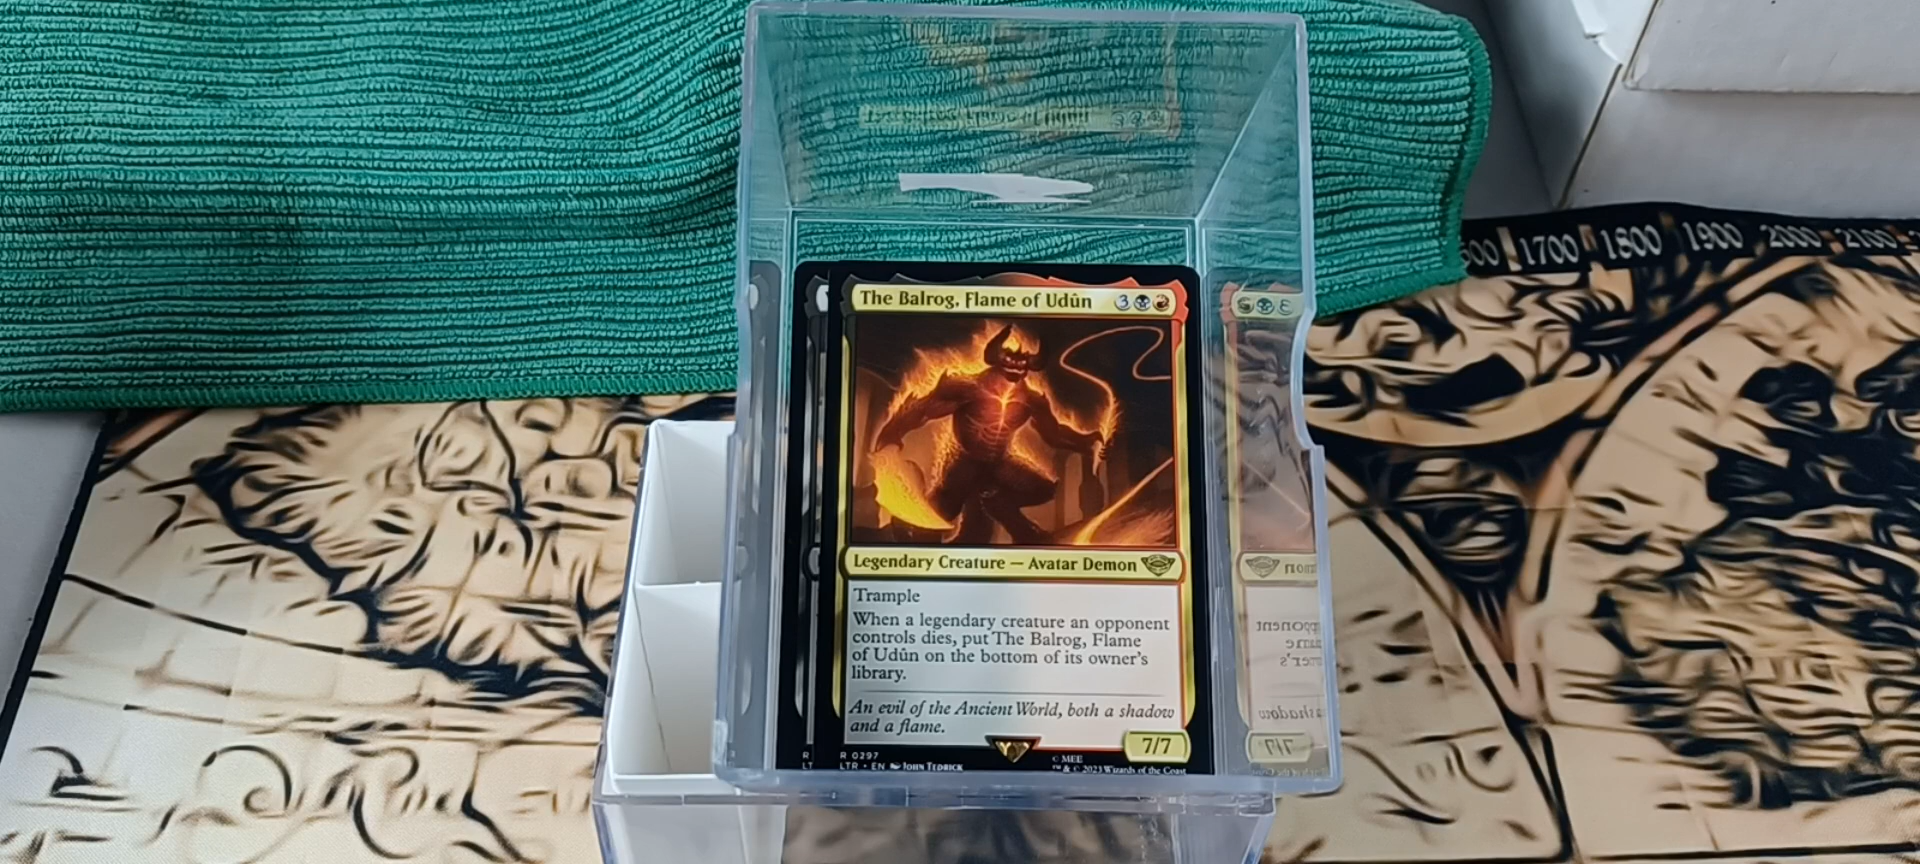 1700 1800 1900 2000 2100
The Balrog, Flame of Udûn 3
Legendary Creature — Avatar Demon
Trample
When a legendary creature an opponent
controls dies, put The Balrog, Flame
of Udûn on the bottom of its owner's
library.
An evil of the Ancient World, both a shadow
and a flame.
7/7
R 0297
LTR • EN John Tedrick
© MEE
™ & © 2023 Wizards of the Coast
R
LT